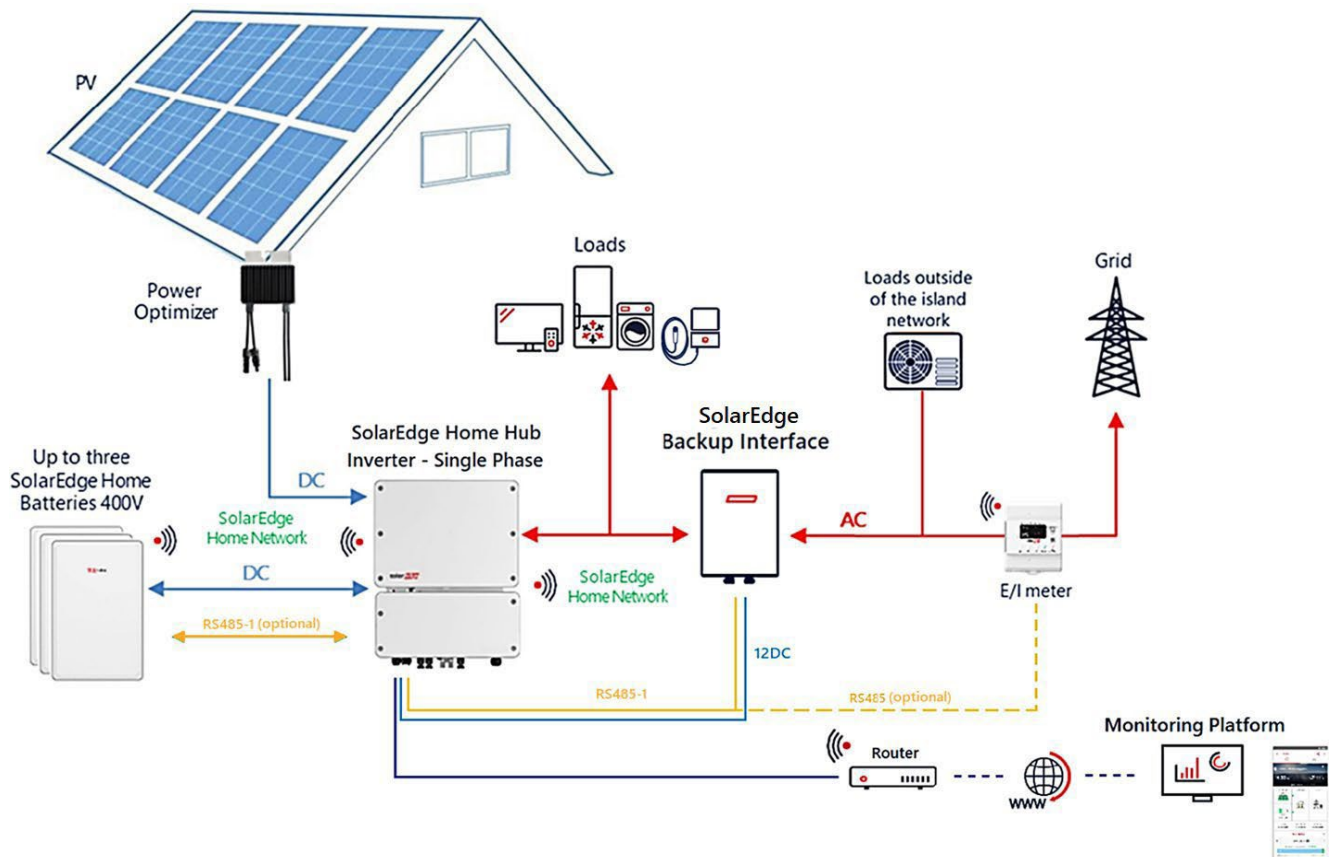 PV
Power
Optimizer
Loads
Loads outside
of the island
network
Grid
SolarEdge Home Hub
Inverter - Single Phase
SolarEdge
Backup Interface
Up to three
SolarEdge Home
Batteries 400V
DC
SolarEdge
Home Network
AC
DC
SolarEdge
Home Network
E/I meter
RS485-1 (optional)
12DC
RS485-1
RS485 (optional)
Router
Monitoring Platform
www